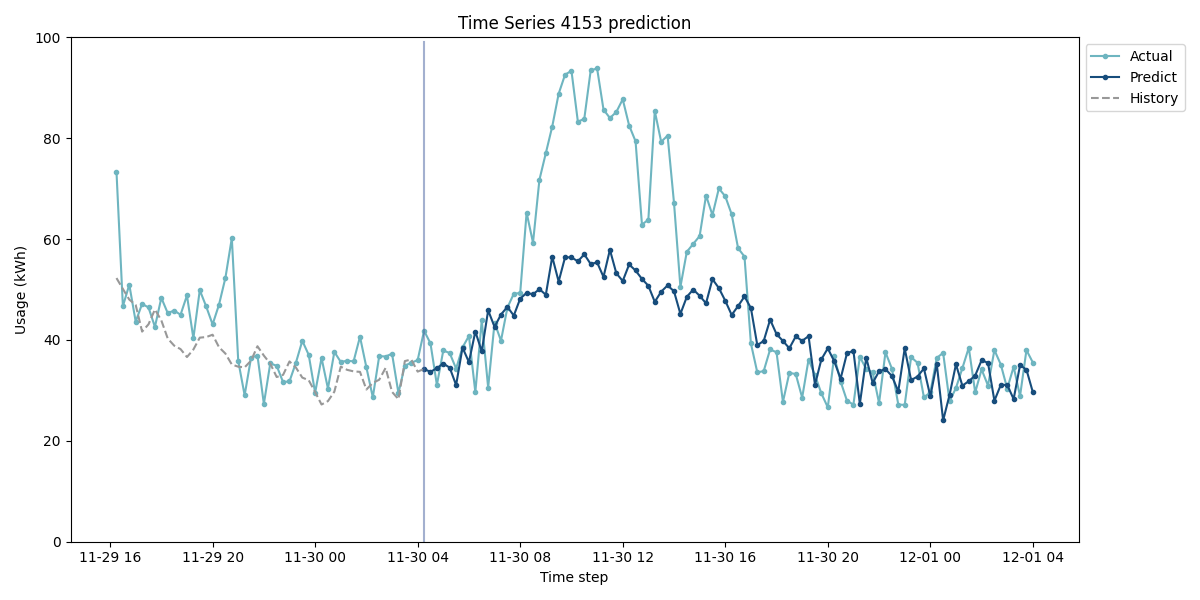 Time Series 4153 prediction
100
80
60
40
20
0
Usage (kWh)
11-29 16
11-29 20
11-30 00
11-30 04
11-30 08
11-30 12
11-30 16
11-30 20
12-01 00
12-01 04
Time step
Actual
Predict
History